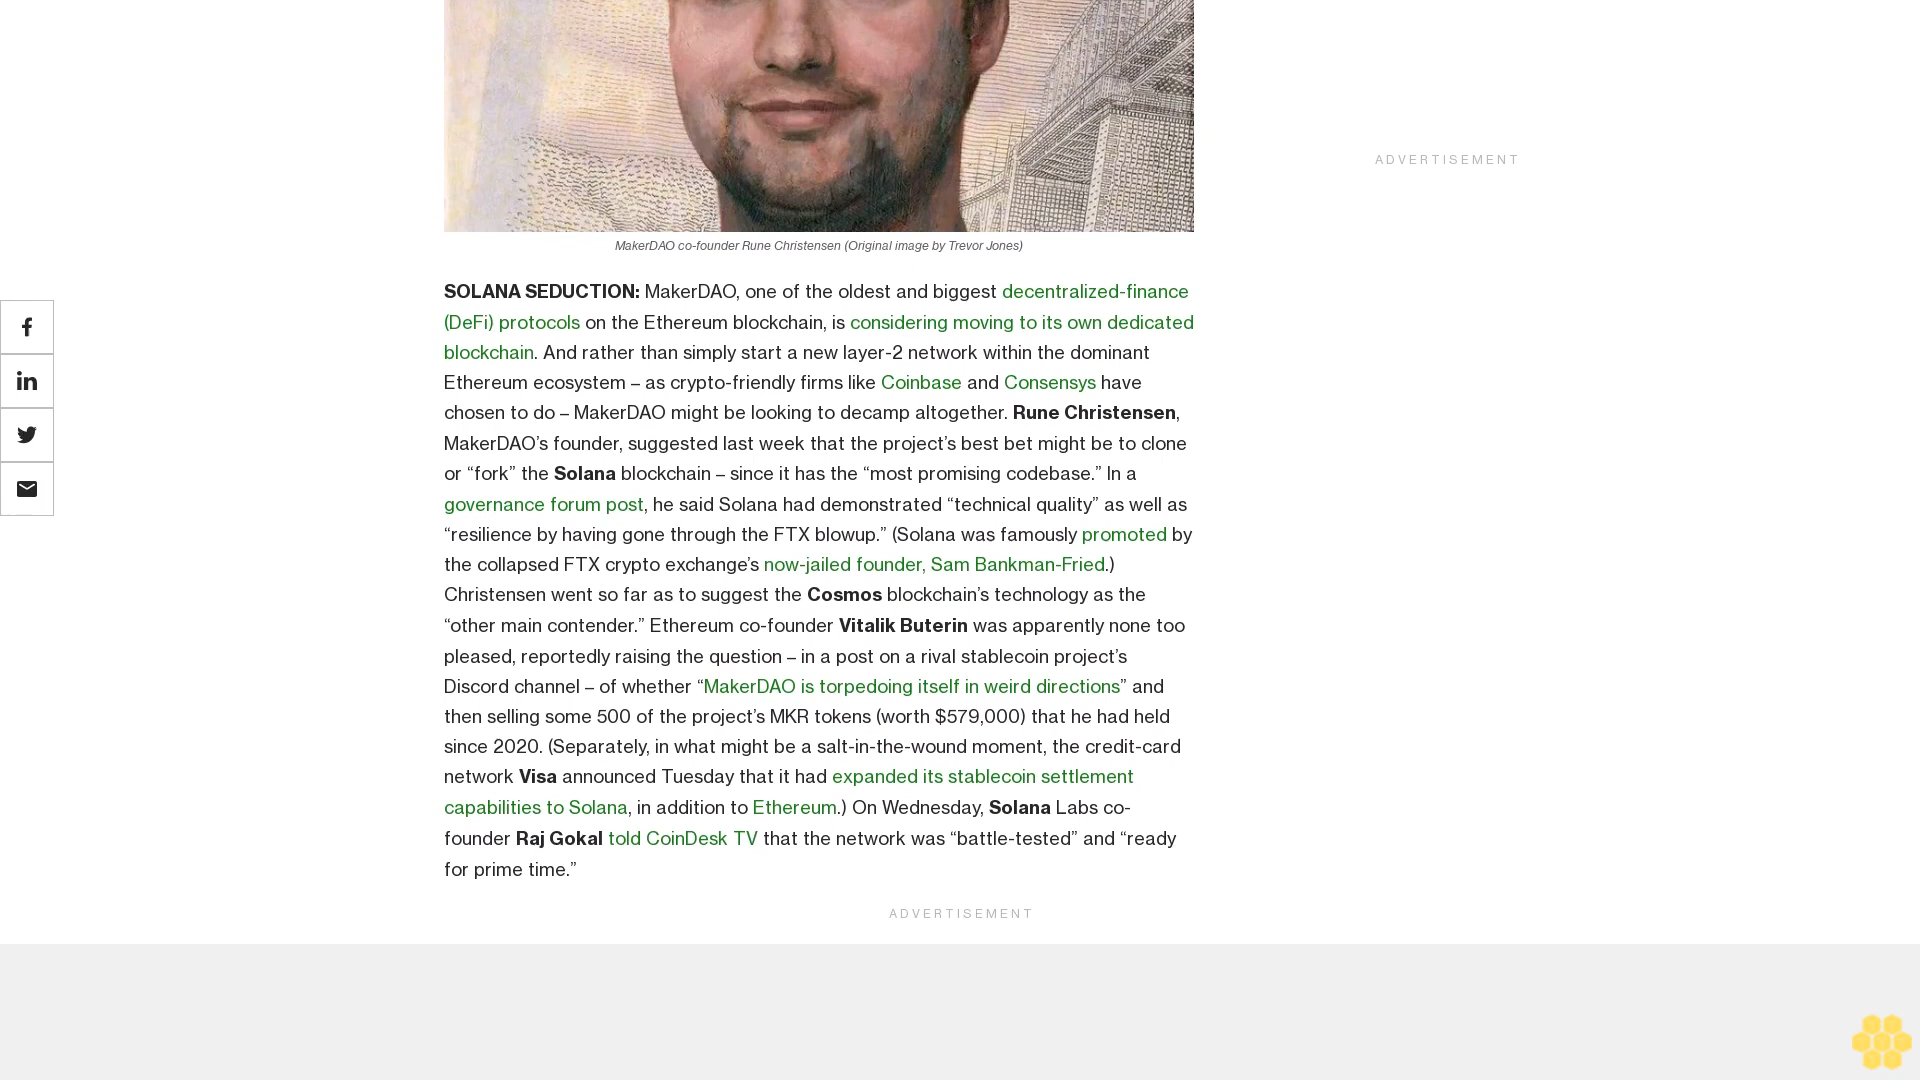 ADVERTISEMENT
MakerDAO co-founder Rune Christensen (Original image by Trevor Jones)
SOLANA SEDUCTION: MakerDAO, one of the oldest and biggest decentralized-finance
(DeFi) protocols on the Ethereum blockchain, is considering moving to its own dedicated
blockchain. And rather than simply start a new layer-2 network within the dominant
Ethereum ecosystem – as crypto-friendly firms like Coinbase and Consensys have
chosen to do – MakerDAO might be looking to decamp altogether. Rune Christensen,
MakerDAO’s founder, suggested last week that the project’s best bet might be to clone
or “fork” the Solana blockchain – since it has the “most promising codebase.” In a
governance forum post, he said Solana had demonstrated “technical quality” as well as
“resilience by having gone through the FTX blowup.” (Solana was famously promoted by
the collapsed FTX crypto exchange’s now-jailed founder, Sam Bankman-Fried.)
Christensen went so far as to suggest the Cosmos blockchain’s technology as the
“other main contender.” Ethereum co-founder Vitalik Buterin was apparently none too
pleased, reportedly raising the question – in a post on a rival stablecoin project’s
Discord channel – of whether “MakerDAO is torpedoing itself in weird directions” and
then selling some 500 of the project’s MKR tokens (worth $579,000) that he had held
since 2020. (Separately, in what might be a salt-in-the-wound moment, the credit-card
network Visa announced Tuesday that it had expanded its stablecoin settlement
capabilities to Solana, in addition to Ethereum.) On Wednesday, Solana Labs co-
founder Raj Gokal told CoinDesk TV that the network was “battle-tested” and “ready
for prime time.”
ADVERTISEMENT